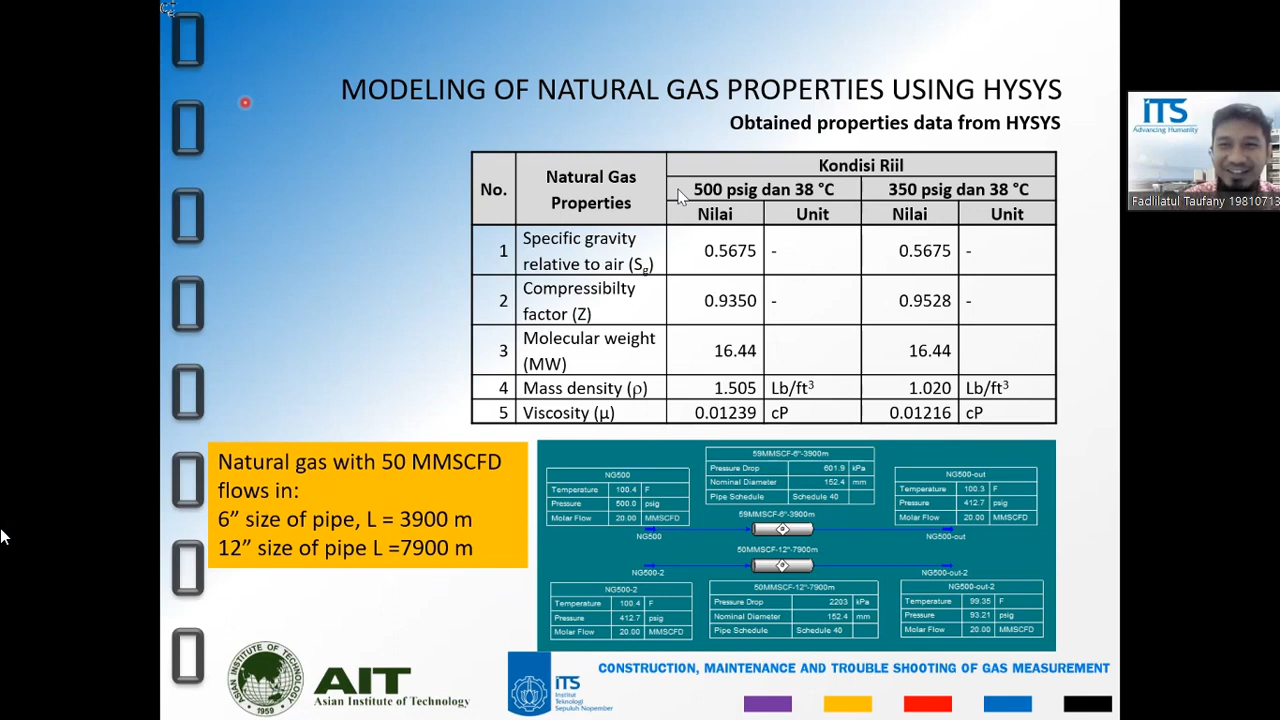 MODELING OF NATURAL GAS PROPERTIES USING HYSYS
Obtained properties data from HYSYS
No.
Natural Gas
Properties
Kondisi Riil
500 psig dan 38 °C
350 psig dan 38 °C
Nilai
Unit
Nilai
Unit
1
Specific gravity
relative to air (Sg)
0.5675
-
0.5675
-
2
Compressibilty
factor (Z)
0.9350
-
0.9528
-
3
Molecular weight
(MW)
16.44
16.44
4
Mass density (ρ)
1.505
Lb/ft³
1.020
Lb/ft³
5
Viscosity (µ)
0.01239
cP
0.01216
cP
Natural gas with 50 MMSCFD
flows in:
6” size of pipe, L = 3900 m
12” size of pipe L =7900 m
NG500
Temperature 100.4 F
Pressure 500.0 psig
Molar Flow 20.00 MMSCFD
59MMSCF-6"-3900m
Pressure Drop 601.9 kPa
Nominal Diameter 152.4 mm
Pipe Schedule Schedule 40
NG500-out
Temperature 100.3 F
Pressure 412.7 psig
Molar Flow 20.00 MMSCFD
59MMSCF-6"-3900m
NG500
NG500-out
50MMSCF-12"-7900m
NG500-2
NG500-out-2
NG500-2
Temperature 100.4 F
Pressure 412.7 psig
Molar Flow 20.00 MMSCFD
50MMSCF-12"-7900m
Pressure Drop 2203 kPa
Nominal Diameter 152.4 mm
Pipe Schedule Schedule 40
NG500-out-2
Temperature 99.35 F
Pressure 93.21 psig
Molar Flow 20.00 MMSCFD
ASIAN INSTITUTE OF TECHNOLOGY
1959
AIT
Asian Institute of Technology
ITS
Institut
Teknologi
Sepuluh Nopember
CONSTRUCTION, MAINTENANCE AND TROUBLE SHOOTING OF GAS MEASUREMENT
ITS
Advancing Humanity
Fadlilatul Taufany 19810713